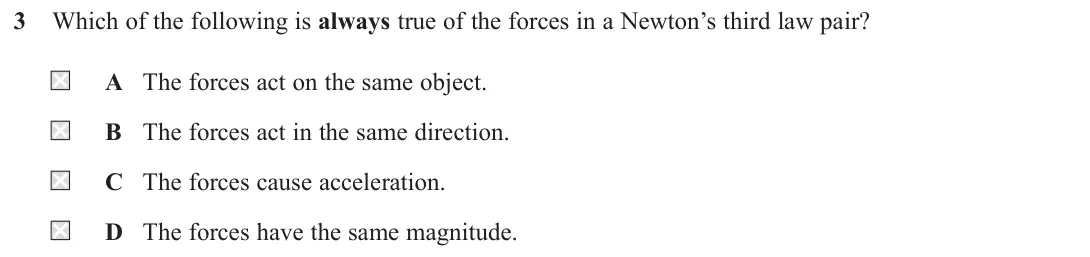 3 Which of the following is always true of the forces in a Newton’s third law pair?
A The forces act on the same object.
B The forces act in the same direction.
C The forces cause acceleration.
D The forces have the same magnitude.